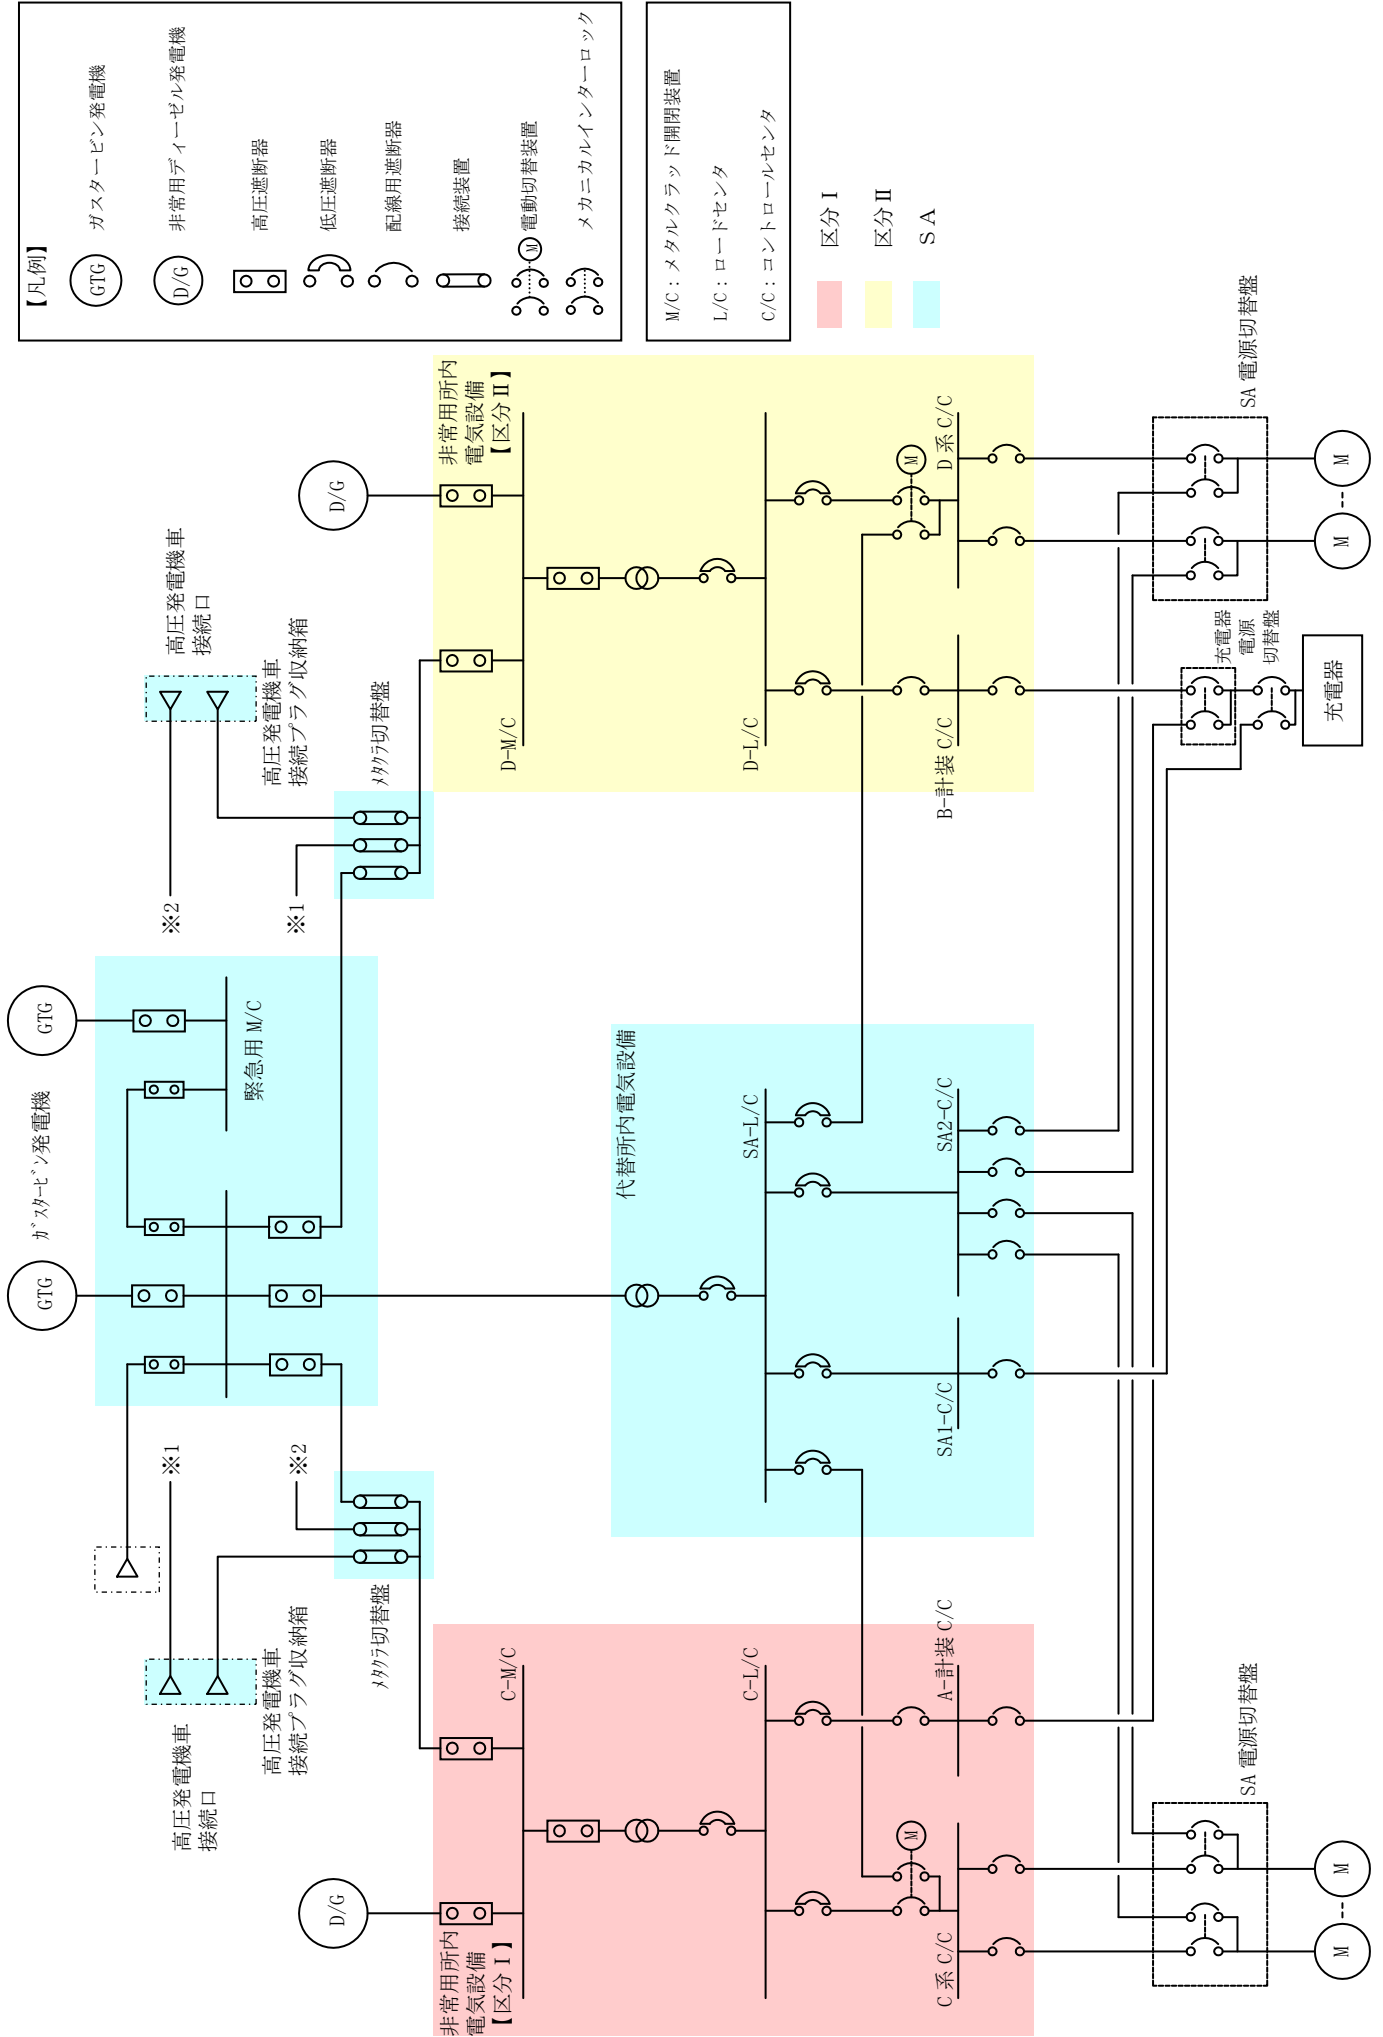 【凡例】
GTG
ガスタービン発電機
D/G
非常用ディーゼル発電機
高圧遮断器
低圧遮断器
配線用遮断器
接続装置
M
電動切替装置
メカニカルインターロック
M/C：メタルクラッド開閉装置
L/C：ロードセンタ
C/C：コントロールセンタ
区分Ⅰ
区分Ⅱ
ＳＡ
GTG
ｶﾞｽﾀｰﾋﾞﾝ発電機
GTG
緊急用 M/C
高圧発電機車
接続口
※1
※2
高圧発電機車
接続プラグ収納箱
ﾒﾀｸﾗ切替盤
高圧発電機車
接続口
※2
※1
高圧発電機車
接続プラグ収納箱
ﾒﾀｸﾗ切替盤
D/G
非常用所内
電気設備
【区分Ⅰ】
C-M/C
C-L/C
M
C 系 C/C
A-計装 C/C
代替所内電気設備
SA-L/C
SA1-C/C
SA2-C/C
D/G
非常用所内
電気設備
【区分Ⅱ】
D-M/C
D-L/C
M
B-計装 C/C
D 系 C/C
SA 電源切替盤
M
M
充電器
電源
切替盤
充電器
SA 電源切替盤
M
M